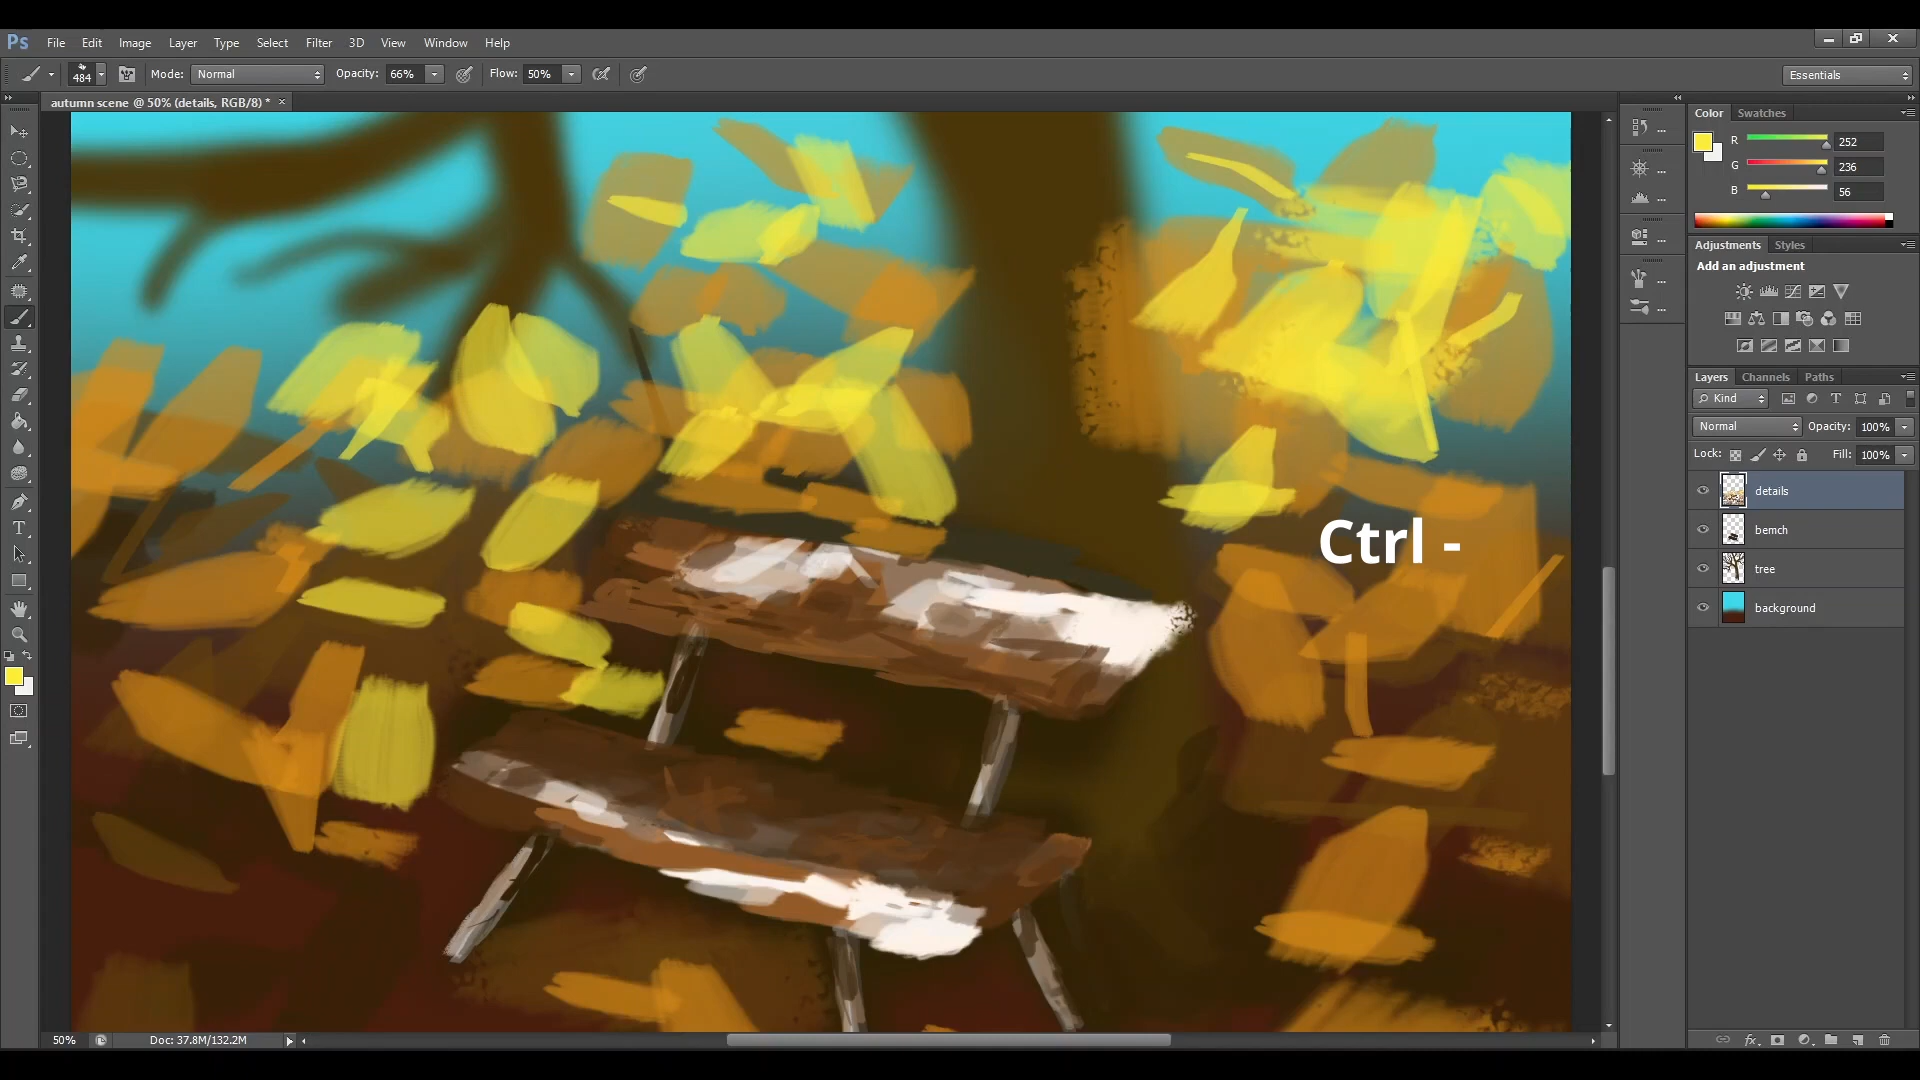 Ps File Edit Image Layer Type Select Filter 3D View Window Help
484 Mode: Normal Opacity: 66% Flow: 50% Essentials
autumn scene @ 50% (details, RGB/8) * ×
Color Swatches
R 252
G 236
B 56
Adjustments Styles
Add an adjustment
Layers Channels Paths
Kind
Normal Opacity: 100%
Lock: Fill: 100%
details
bemch
tree
background
Ctrl -
50% Doc: 37.8M/132.2M